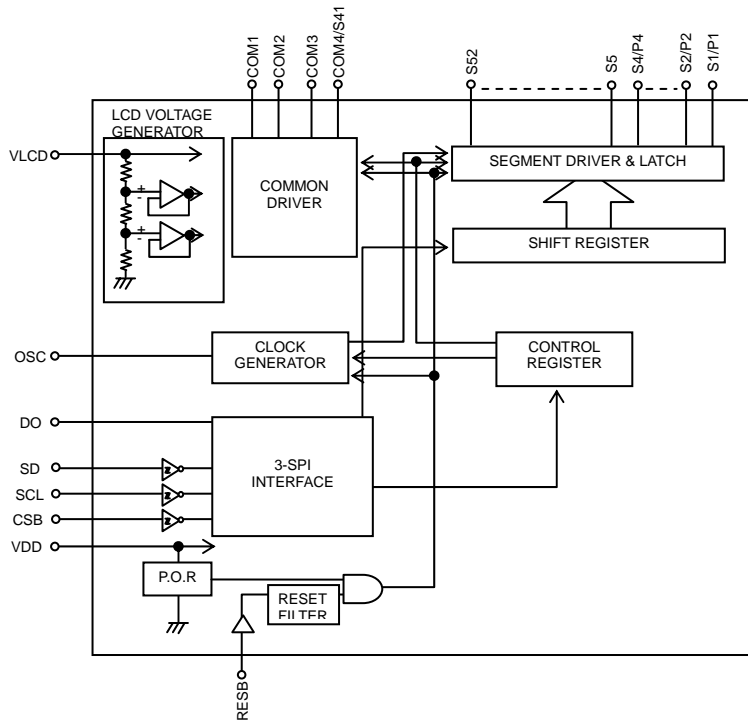 COM1
COM2
COM3
COM4/S41
S52
S5
S4/P4
S2/P2
S1/P1
LCD VOLTAGE
GENERATOR
VLCD
COMMON
DRIVER
SEGMENT DRIVER & LATCH
SHIFT REGISTER
+
-
+
-
OSC
CLOCK
GENERATOR
CONTROL
REGISTER
DO
SD
SCL
CSB
VDD
3-SPI
INTERFACE
P.O.R
RESET
FILTER
RESB